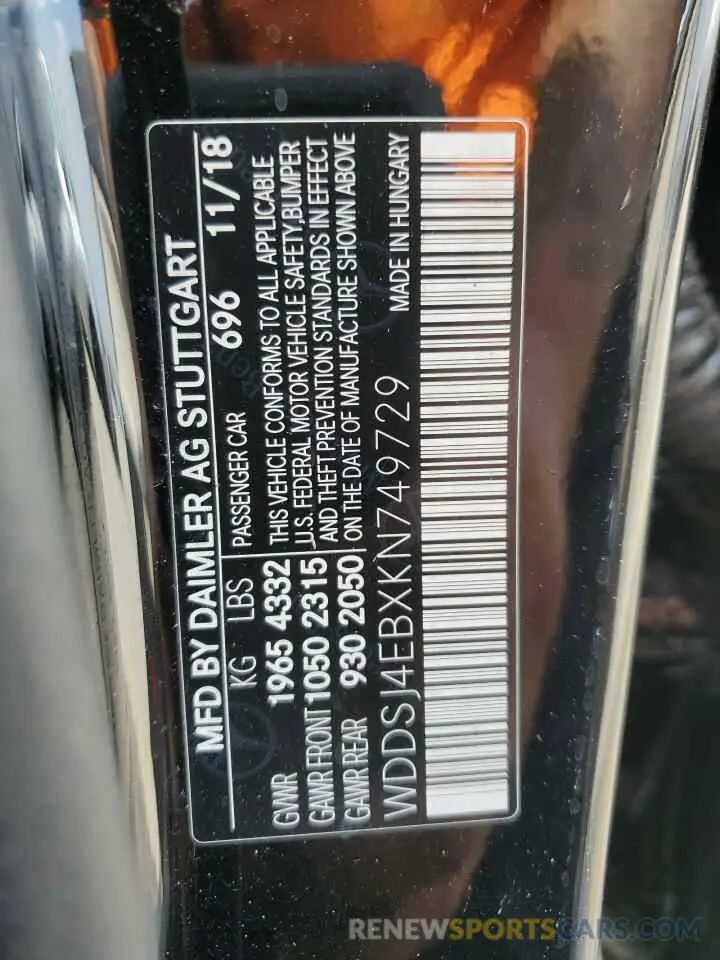 MFD BY DAIMLER AG STUTTGART
KG LBS PASSENGER CAR 696 11/18
GVWR 1965 4332 THIS VEHICLE CONFORMS TO ALL APPLICABLE
GAWR FRONT 1050 2315 U.S. FEDERAL MOTOR VEHICLE SAFETY,BUMPER
AND THEFT PREVENTION STANDARDS IN EFFECT
GAWR REAR 930 2050 ON THE DATE OF MANUFACTURE SHOWN ABOVE
WDDSJ4EBXKN749729 MADE IN HUNGARY
RENEWSPORTSCARS.COM